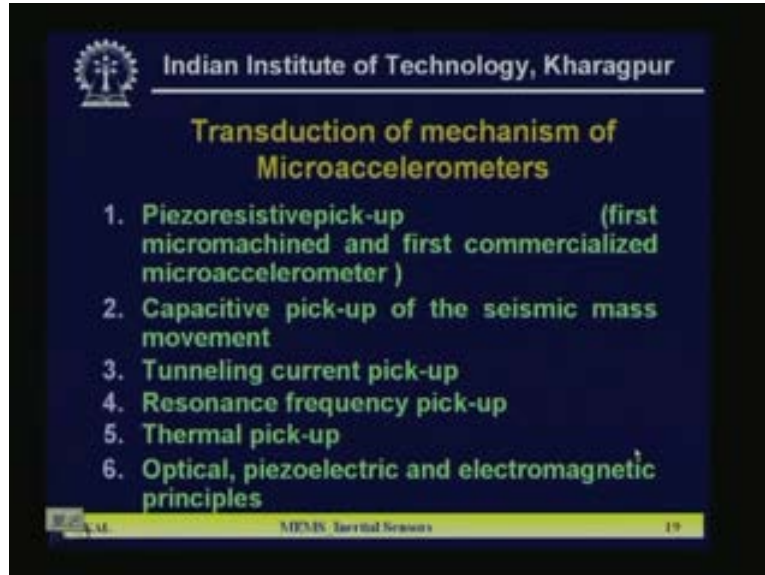 Indian Institute of Technology, Kharagpur
Transduction of mechanism of
Microaccelerometers
1. Piezoresistivepick-up (first
micromachined and first commercialized
microaccelerometer )
2. Capacitive pick-up of the seismic mass
movement
3. Tunneling current pick-up
4. Resonance frequency pick-up
5. Thermal pick-up
6. Optical, piezoelectric and electromagnetic
principles
MEMS Inertial Sensors 19